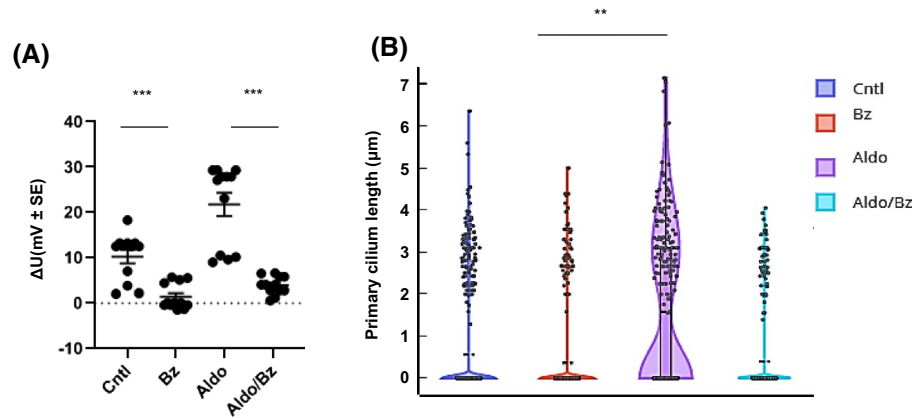 (A)
*** ***
ΔU(mV ± SE)
40
30
20
10
0
-10
Cntl
Bz
Aldo
Aldo/Bz
(B)
**
Primary cilium length (µm)
7
6
5
4
3
2
1
0
Cntl
Bz
Aldo
Aldo/Bz